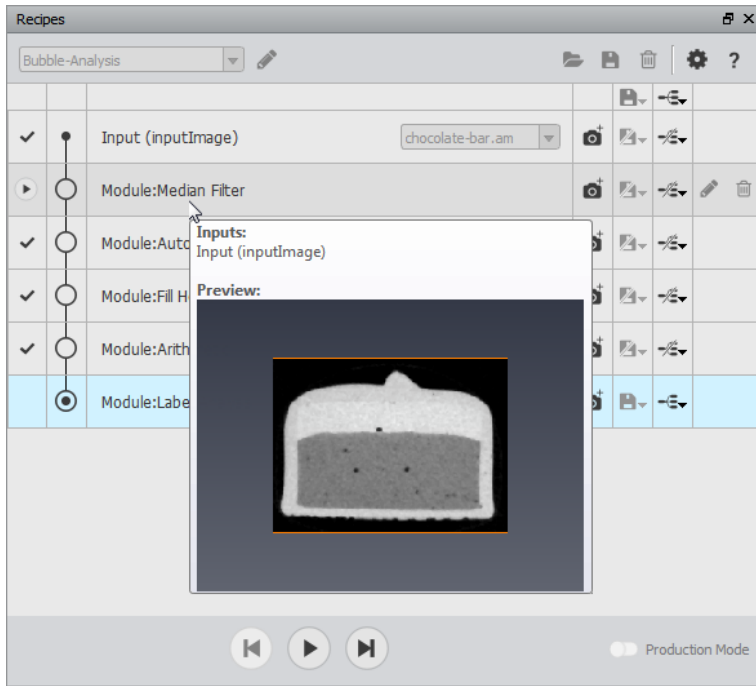 Recipes
Bubble-Analysis
?
Input (inputImage) chocolate-bar.am
Module:Median Filter
Module:Auto
Inputs:
Input (inputImage)
Module:Fill H
Preview:
Module:Arith
Module:Labe
Production Mode